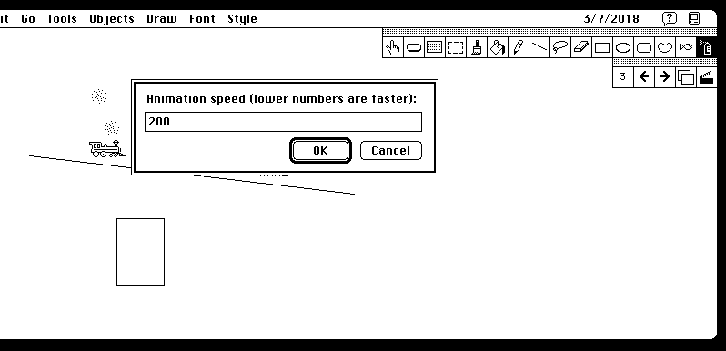 it Go Tools Objects Draw Font Style 3/7/2018
3
Animation speed (lower numbers are faster):
200
OK Cancel